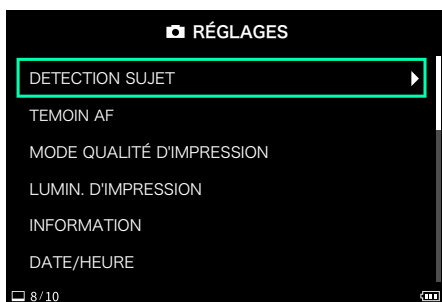 RÉGLAGES
DETECTION SUJET
TEMOIN AF
MODE QUALITÉ D'IMPRESSION
LUMIN. D'IMPRESSION
INFORMATION
DATE/HEURE
8/10